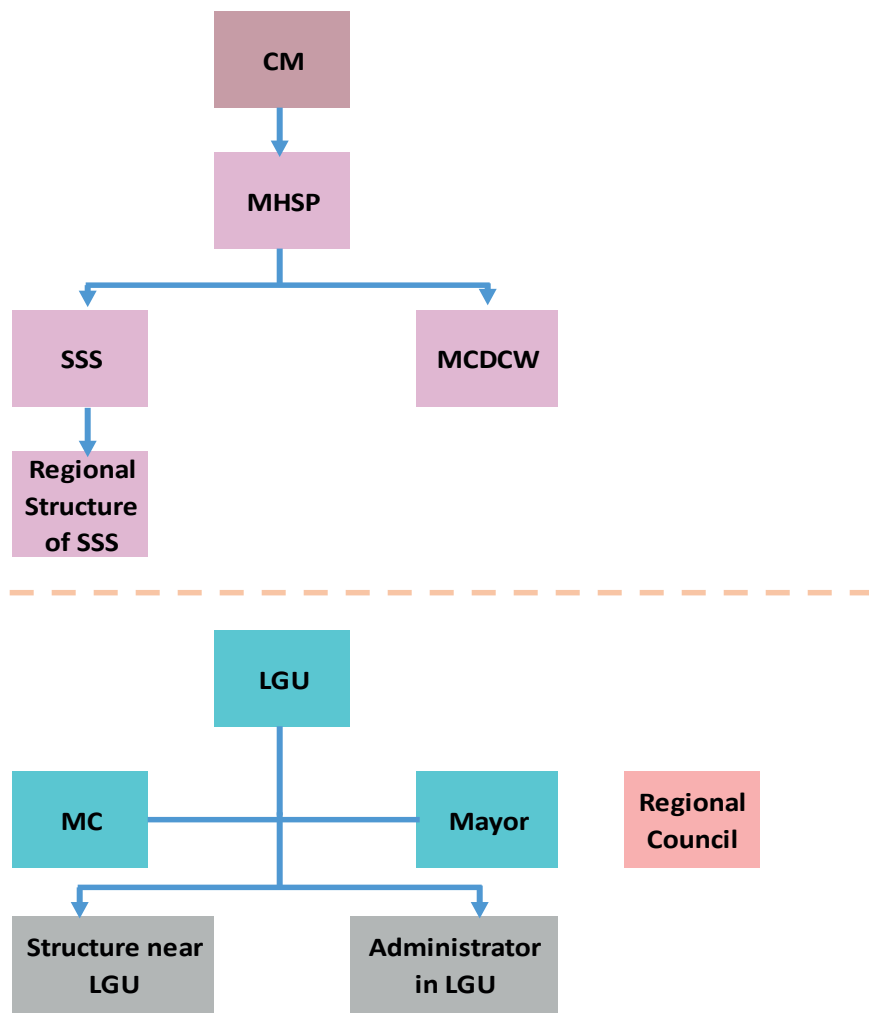 CM
MHSP
SSS
MCDCW
Regional
Structure
of SSS
LGU
MC
Mayor
Regional
Council
Structure near
LGU
Administrator
in LGU